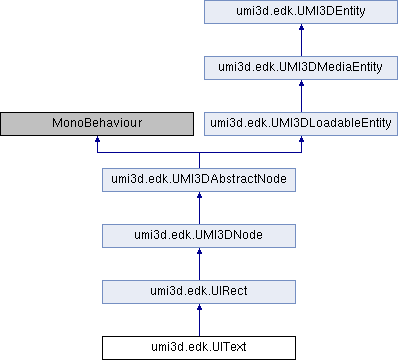 umi3d.edk.UMI3DEntity
umi3d.edk.UMI3DMediaEntity
MonoBehaviour
umi3d.edk.UMI3DLoadableEntity
umi3d.edk.UMI3DAbstractNode
umi3d.edk.UMI3DNode
umi3d.edk.UIRect
umi3d.edk.UIText